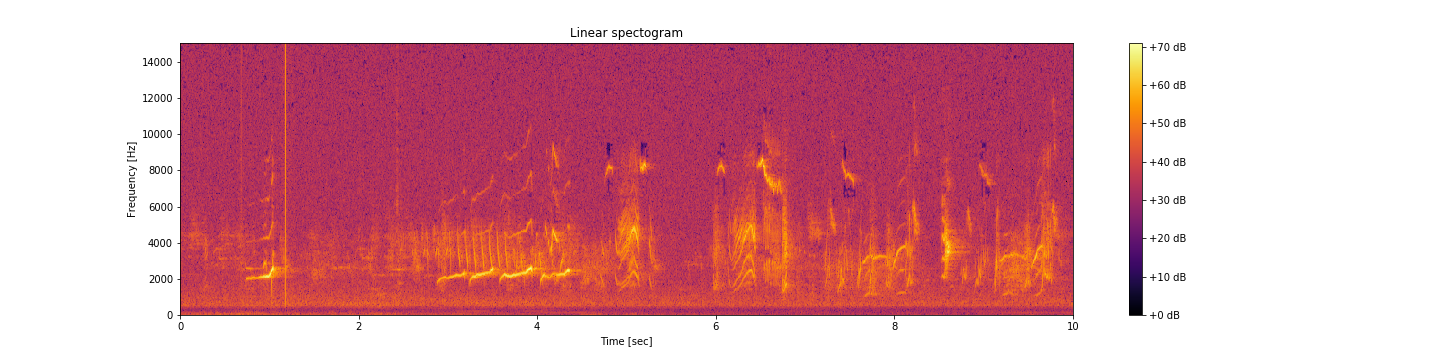 Linear spectogram
Frequency [Hz]
14000
12000
10000
8000
6000
4000
2000
0
0 2 4 6 8 10
Time [sec]
+70 dB
+60 dB
+50 dB
+40 dB
+30 dB
+20 dB
+10 dB
+0 dB